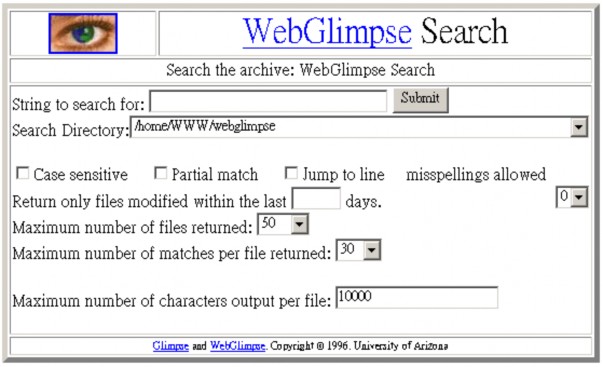 WebGlimpse Search
Search the archive: WebGlimpse Search
String to search for: Submit
Search Directory: /home/WWW/webglimpse
Case sensitive Partial match Jump to line misspellings allowed
Return only files modified within the last days. 0
Maximum number of files returned: 50
Maximum number of matches per file returned: 30
Maximum number of characters output per file: 10000
Glimpse and WebGlimpse. Copyright © 1996. University of Arizona